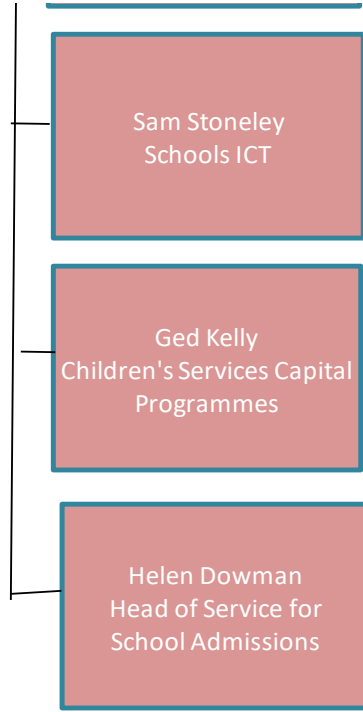 Sam Stoneley
Schools ICT
Ged Kelly
Children's Services Capital
Programmes
Helen Dowman
Head of Service for
School Admissions